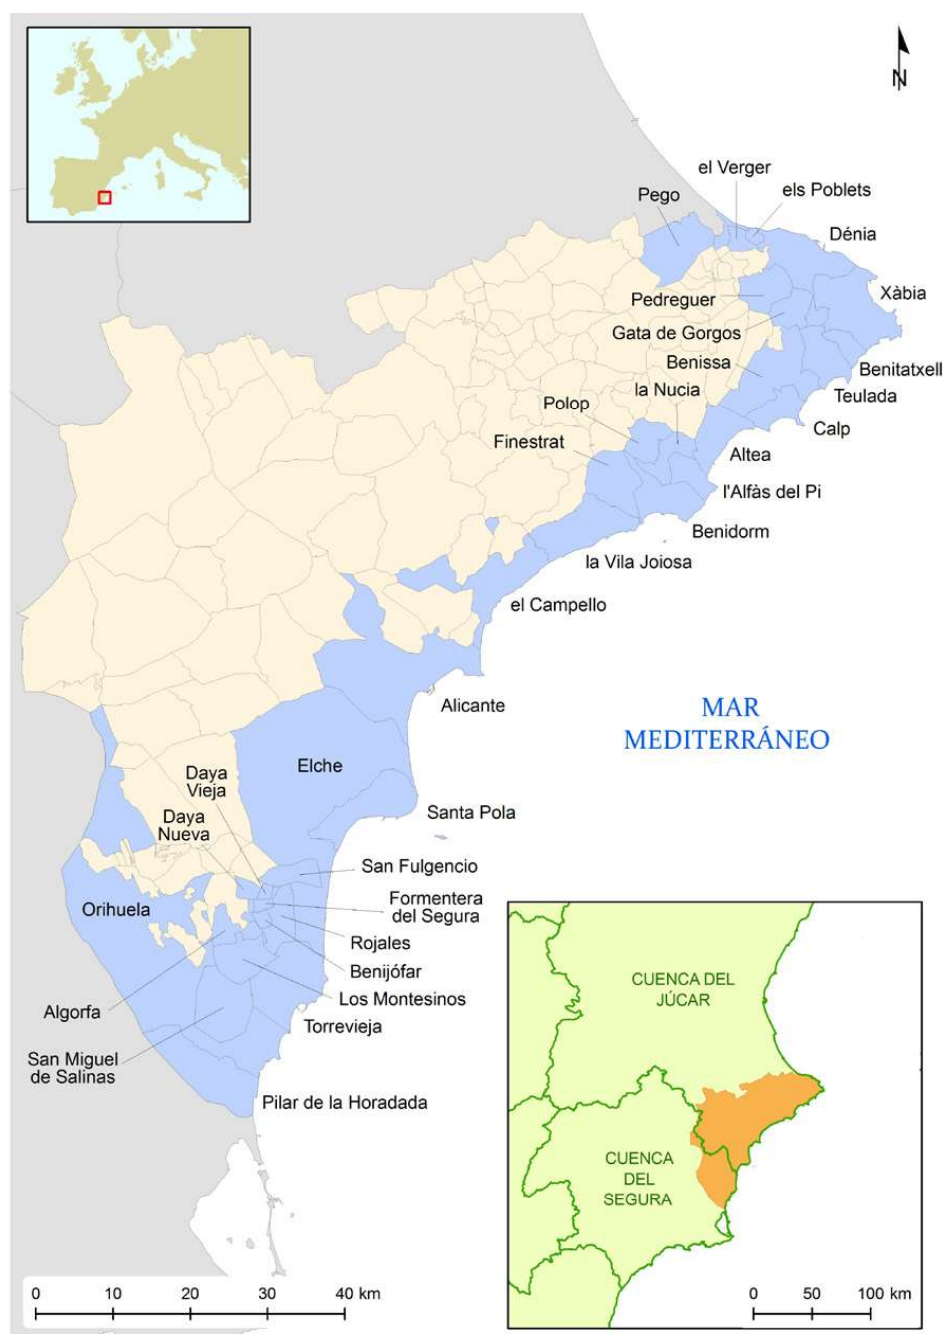 N
el Verger
els Poblets
Pego
Dénia
Xàbia
Pedreguer
Gata de Gorgos
Benissa
Benitatxell
la Nucia
Teulada
Polop
Calp
Finestrat
Altea
l'Alfàs del Pi
Benidorm
la Vila Joiosa
el Campello
Alicante
MAR
MEDITERRÁNEO
Elche
Daya
Vieja
Daya
Nueva
Santa Pola
San Fulgencio
Formentera
del Segura
Orihuela
Rojales
Benijófar
Los Montesinos
Algorfa
Torrevieja
San Miguel
de Salinas
Pilar de la Horadada
CUENCA DEL
JÚCAR
CUENCA
DEL
SEGURA
0 10 20 30 40 km
0 50 100 km